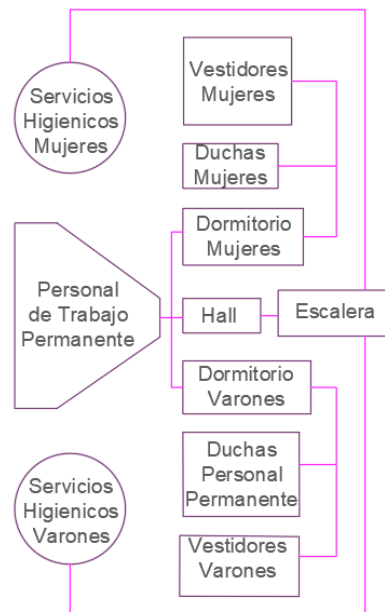 Servicios
Higienicos
Mujeres
Vestidores
Mujeres
Duchas
Mujeres
Dormitorio
Mujeres
Personal
de Trabajo
Permanente
Hall
Escalera
Dormitorio
Varones
Duchas
Personal
Permanente
Servicios
Higienicos
Varones
Vestidores
Varones